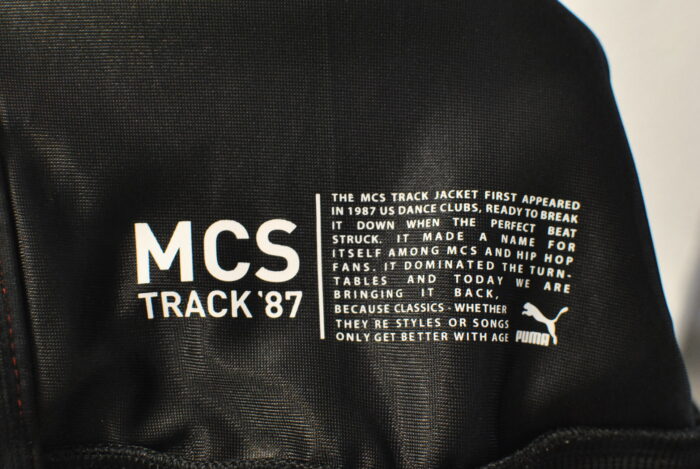 MCS
TRACK '87
THE MCS TRACK JACKET FIRST APPEARED
IN 1987 US DANCE CLUBS, READY TO BREAK
IT DOWN WHEN THE PERFECT BEAT
STRUCK. IT MADE A NAME FOR
ITSELF AMONG MCS AND HIP HOP
FANS. IT DOMINATED THE TURN-
TABLES AND TODAY WE ARE
BRINGING IT BACK,
BECAUSE CLASSICS - WHETHER
THEY RE STYLES OR SONGS
ONLY GET BETTER WITH AGE
PUMA